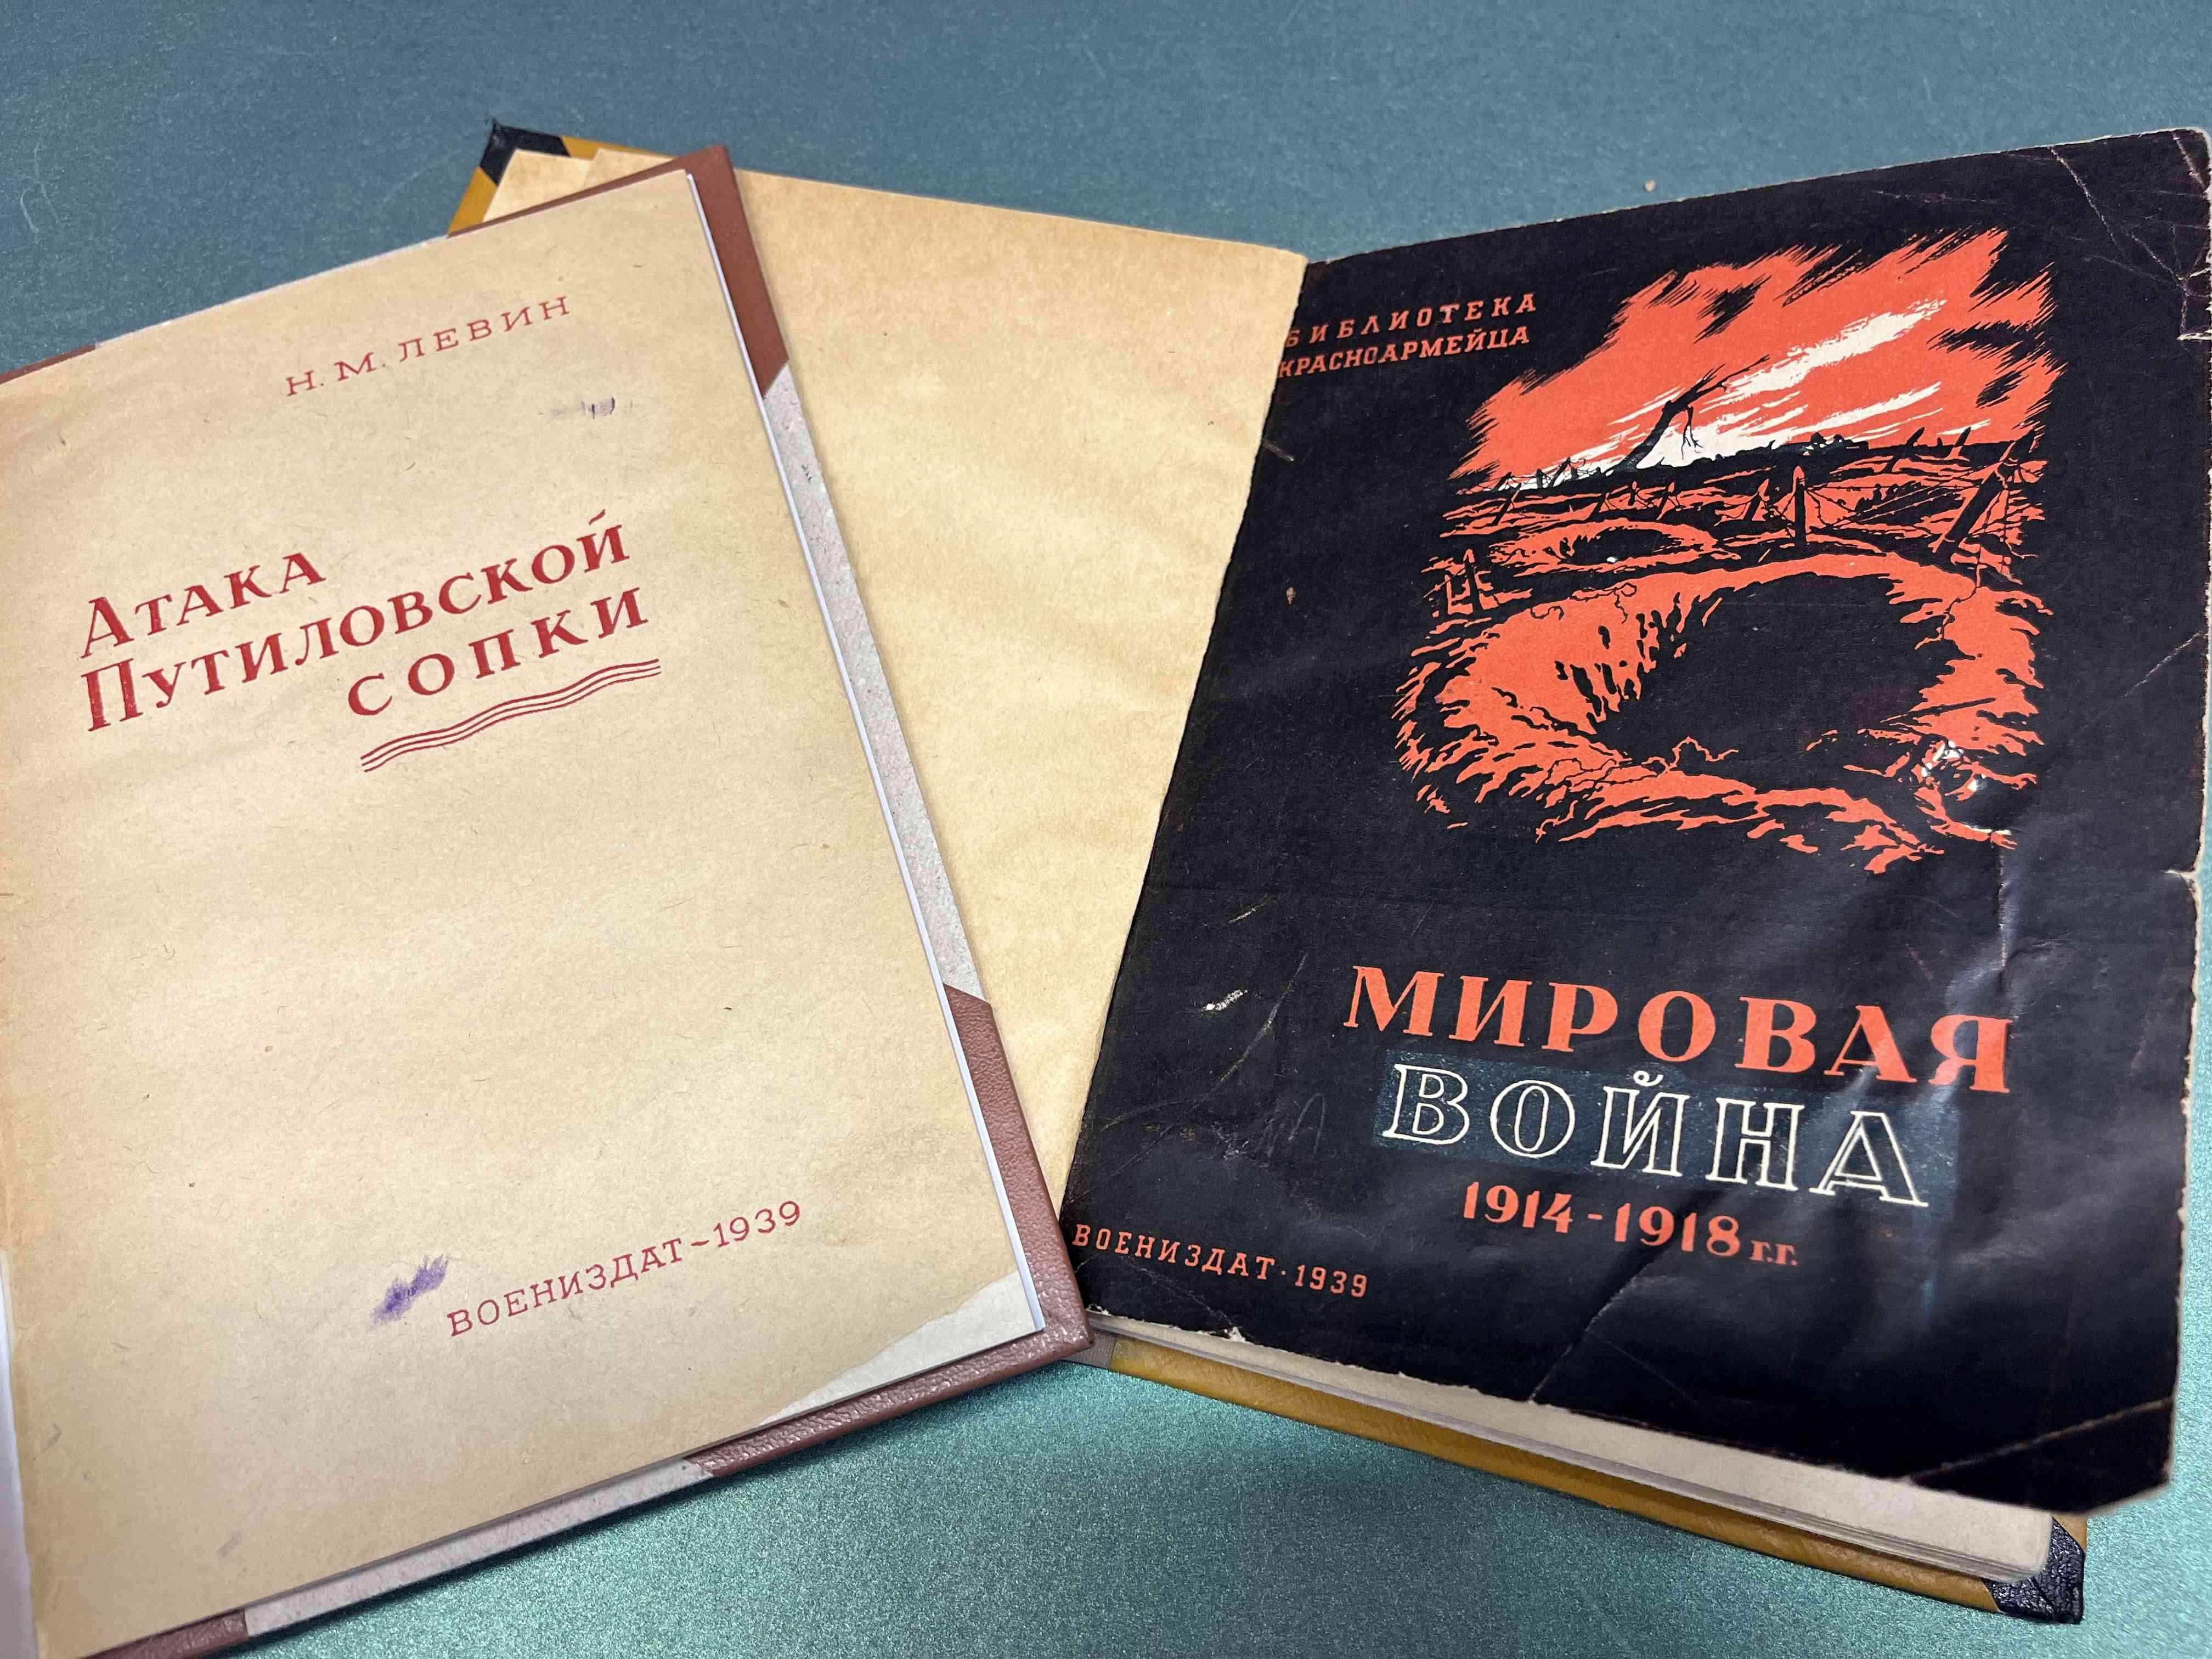 Н. М. ЛЕВИН
АТАКА
ПУТИЛОВСКОЙ
СОПКИ
ВОЕНИЗДАТ~1939
БИБЛИОТЕКА
КРАСНОАРМЕЙЦА
МИРОВАЯ
ВОЙНА
1914-1918 г.г.
ВОЕНИЗДАТ·1939